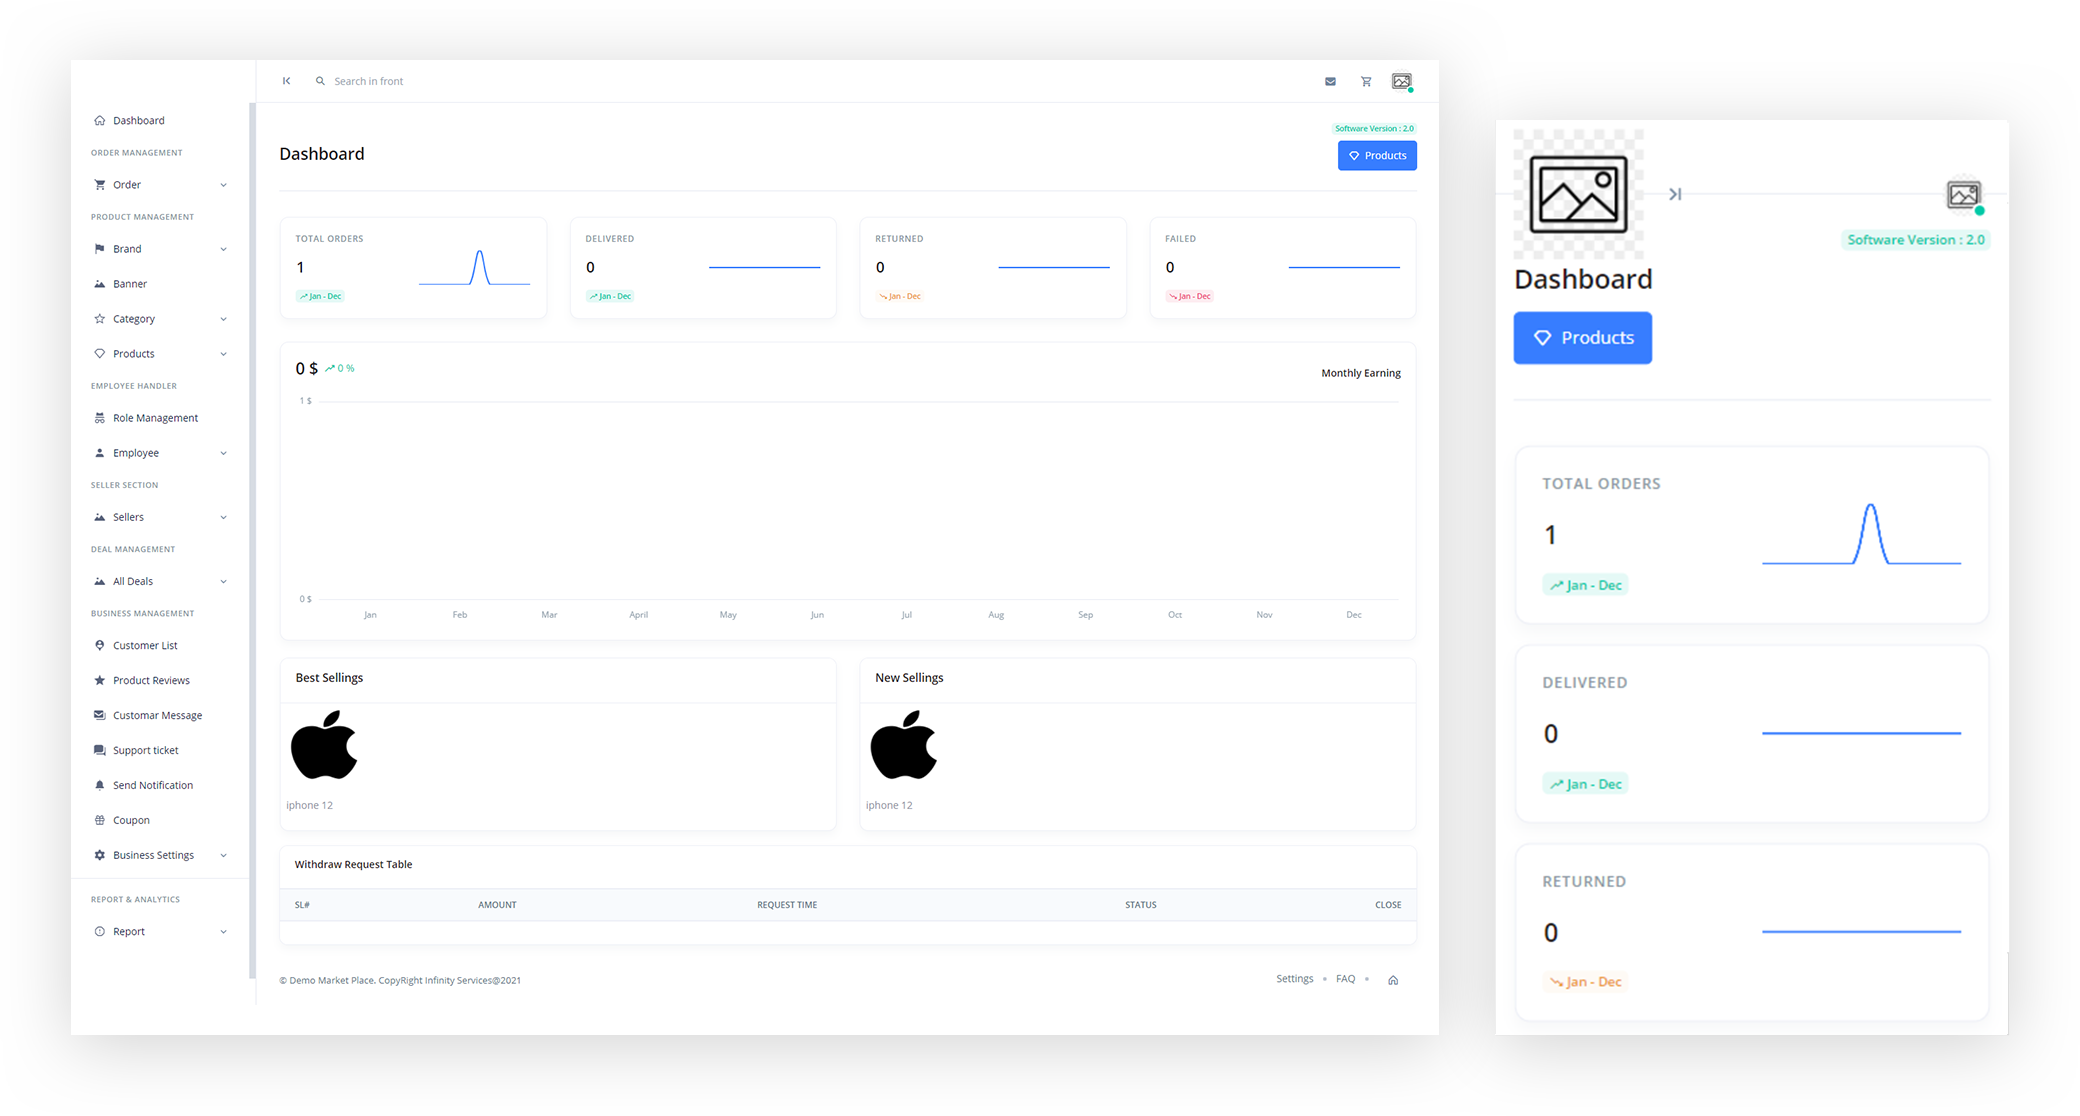 Search in front
Dashboard
ORDER MANAGEMENT
Order
PRODUCT MANAGEMENT
Brand
Banner
Category
Products
EMPLOYEE HANDLER
Role Management
Employee
SELLER SECTION
Sellers
DEAL MANAGEMENT
All Deals
BUSINESS MANAGEMENT
Customer List
Product Reviews
Customar Message
Support ticket
Send Notification
Coupon
Business Settings
REPORT & ANALYTICS
Report
Software Version : 2.0
Dashboard
Products
TOTAL ORDERS
1
Jan - Dec
DELIVERED
0
Jan - Dec
RETURNED
0
Jan - Dec
FAILED
0
Jan - Dec
0 $ 0 %
Monthly Earning
1 $
0 $
Jan Feb Mar April May Jun Jul Aug Sep Oct Nov Dec
Best Sellings
iphone 12
New Sellings
iphone 12
Withdraw Request Table
SL# AMOUNT REQUEST TIME STATUS CLOSE
© Demo Market Place. CopyRight Infinity Services@2021
Settings • FAQ •
Software Version : 2.0
Dashboard
Products
TOTAL ORDERS
1
Jan - Dec
DELIVERED
0
Jan - Dec
RETURNED
0
Jan - Dec